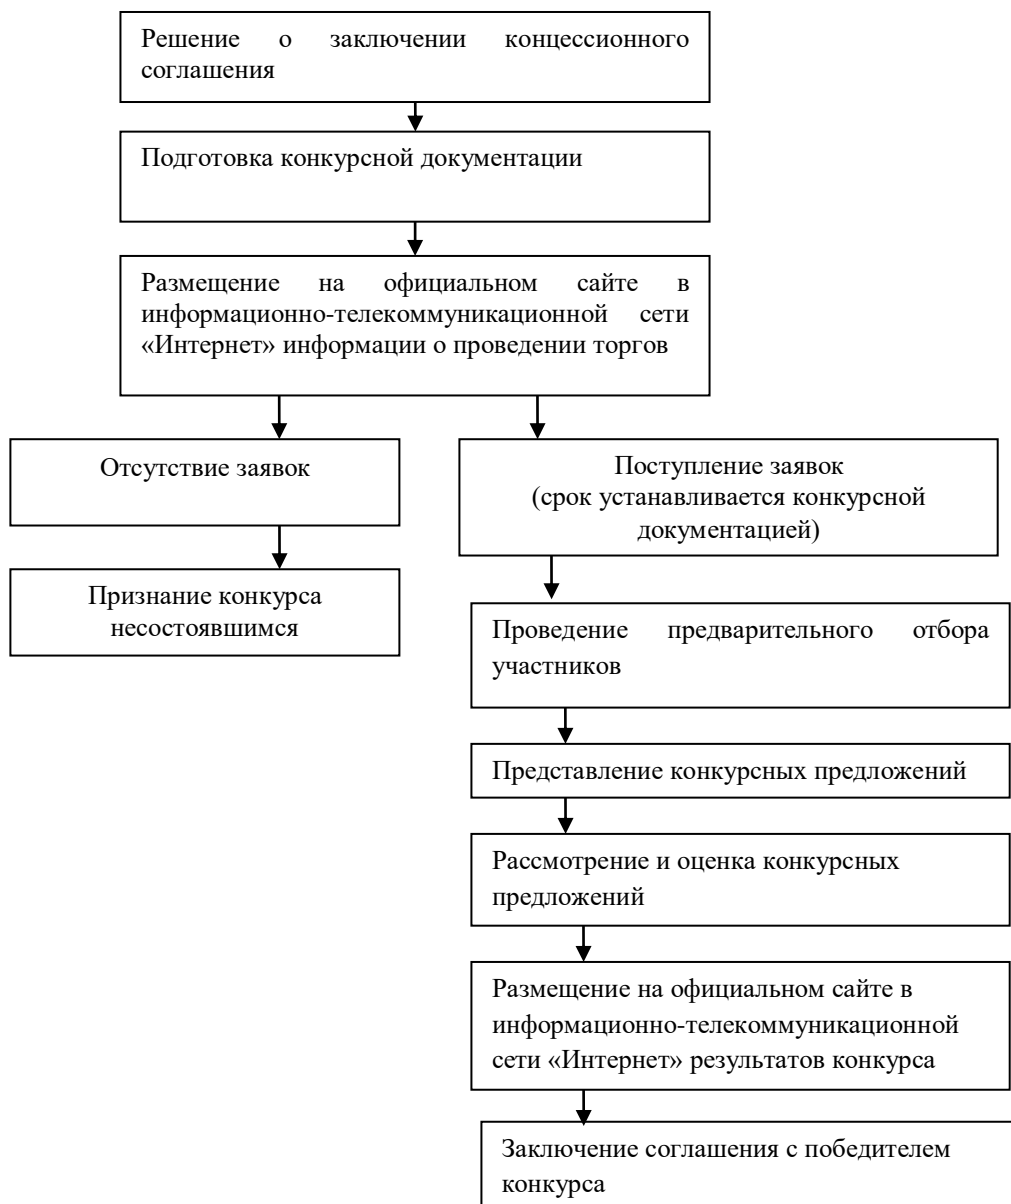 Решение о заключении концессионного
соглашения
Подготовка конкурсной документации
Размещение на официальном сайте в
информационно-телекоммуникационной сети
«Интернет» информации о проведении торгов
Отсутствие заявок
Признание конкурса
несостоявшимся
Поступление заявок
(срок устанавливается конкурсной
документацией)
Проведение предварительного отбора
участников
Представление конкурсных предложений
Рассмотрение и оценка конкурсных
предложений
Размещение на официальном сайте в
информационно-телекоммуникационной
сети «Интернет» результатов конкурса
Заключение соглашения с победителем
конкурса